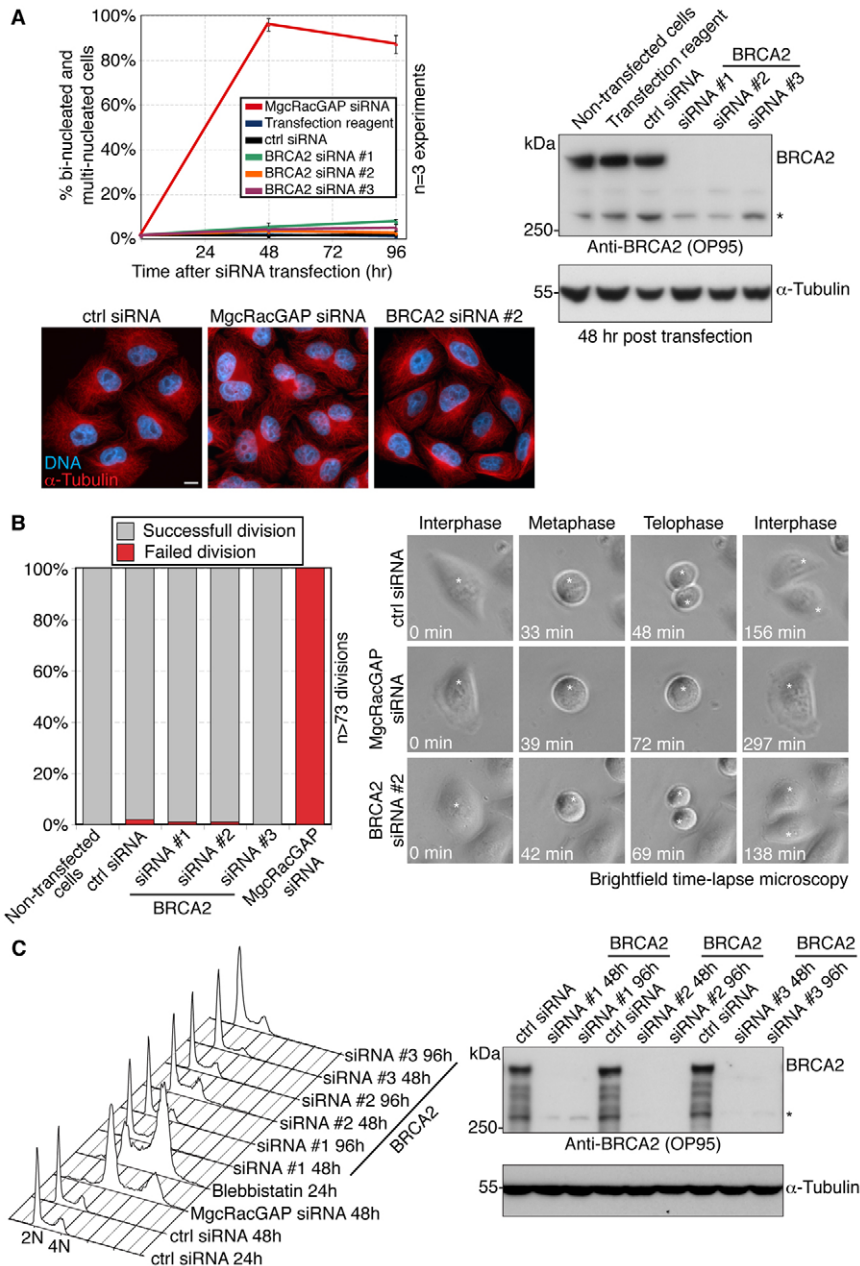 A
% bi-nucleated and
multi-nucleated cells
100%
80%
60%
40%
20%
0%
24
48
72
96
Time after siRNA transfection (hr)
MgcRacGAP siRNA
Transfection reagent
ctrl siRNA
BRCA2 siRNA #1
BRCA2 siRNA #2
BRCA2 siRNA #3
n=3 experiments
Non-transfected cells
Transfection reagent
ctrl siRNA
BRCA2
siRNA #1
siRNA #2
siRNA #3
kDa
BRCA2
*
250-
Anti-BRCA2 (OP95)
55-
α-Tubulin
48 hr post transfection
ctrl siRNA
MgcRacGAP siRNA
BRCA2 siRNA #2
DNA
α-Tubulin
B
Successfull division
Failed division
100%
80%
60%
40%
20%
0%
n>73 divisions
Non-transfected
cells
ctrl siRNA
siRNA #1
siRNA #2
siRNA #3
BRCA2
MgcRacGAP
siRNA
Interphase
Metaphase
Telophase
Interphase
ctrl siRNA
* * * * * *
0 min
33 min
48 min
156 min
MgcRacGAP
siRNA
* * * *
0 min
39 min
72 min
297 min
BRCA2
siRNA #2
* * * * * *
0 min
42 min
69 min
138 min
Brightfield time-lapse microscopy
C
siRNA #3 96h
siRNA #3 48h
siRNA #2 96h
siRNA #2 48h
siRNA #1 96h
siRNA #1 48h
BRCA2
Blebbistatin 24h
MgcRacGAP siRNA 48h
ctrl siRNA 48h
ctrl siRNA 24h
2N
4N
BRCA2
BRCA2
BRCA2
ctrl siRNA
siRNA #1 48h
siRNA #1 96h
ctrl siRNA
siRNA #2 48h
siRNA #2 96h
ctrl siRNA
siRNA #3 48h
siRNA #3 96h
kDa
BRCA2
*
250-
Anti-BRCA2 (OP95)
55-
α-Tubulin